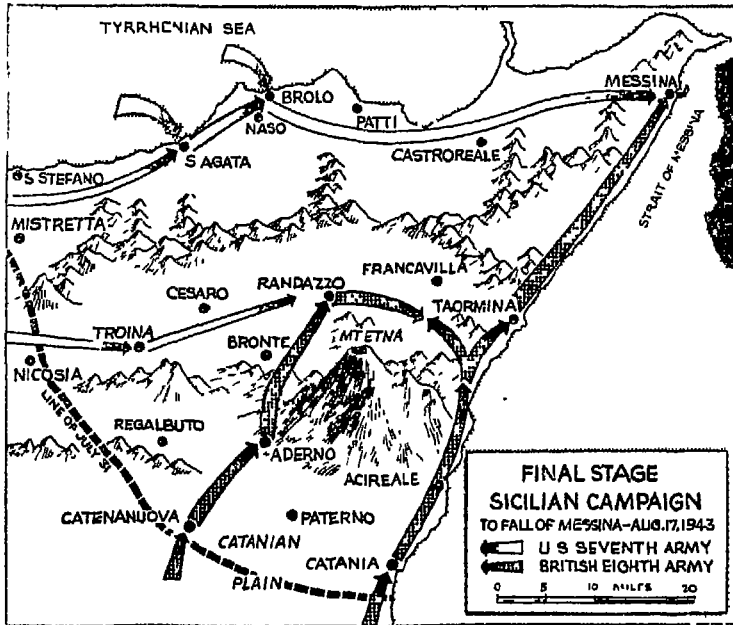 TYRRHENIAN SEA
MESSINA
BROLO
NASO
PATTI
S AGATA
CASTROREALE
STRAIT OF MESSINA
S STEFANO
MISTRETTA
FRANCAVILLA
RANDAZZO
CESARO
TAORMINA
TROINA
MT ETNA
BRONTE
NICOSIA
LINE OF JULY 31
REGALBUTO
ADERNO
ACIREALE
CATENANUOVA
PATERNO
CATANIAN
PLAIN
CATANIA
FINAL STAGE
SICILIAN CAMPAIGN
TO FALL OF MESSINA-AUG.17,1943
U S SEVENTH ARMY
BRITISH EIGHTH ARMY
0 5 10 MILES 20